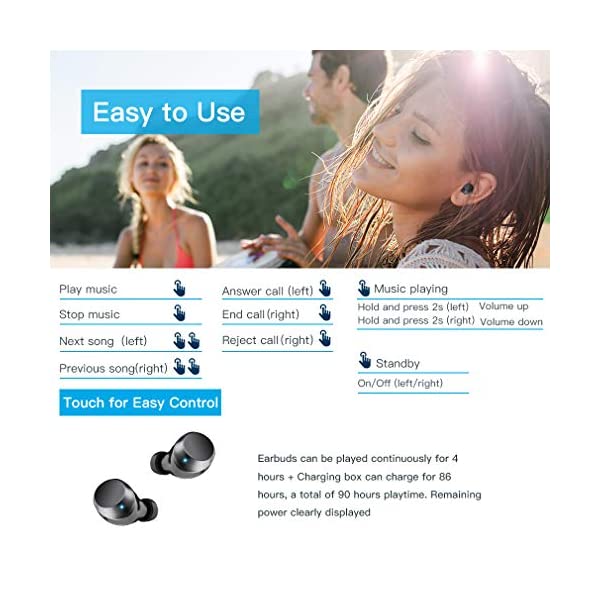 Easy to Use
Play music
Stop music
Next song (left)
Previous song(right)
Answer call (left)
End call(right)
Reject call(right)
Music playing
Hold and press 2s (left) Volume up
Hold and press 2s (right) Volume down
Standby
On/Off (left/right)
Touch for Easy Control
Earbuds can be played continuously for 4
hours + Charging box can charge for 86
hours, a total of 90 hours playtime. Remaining
power clearly displayed